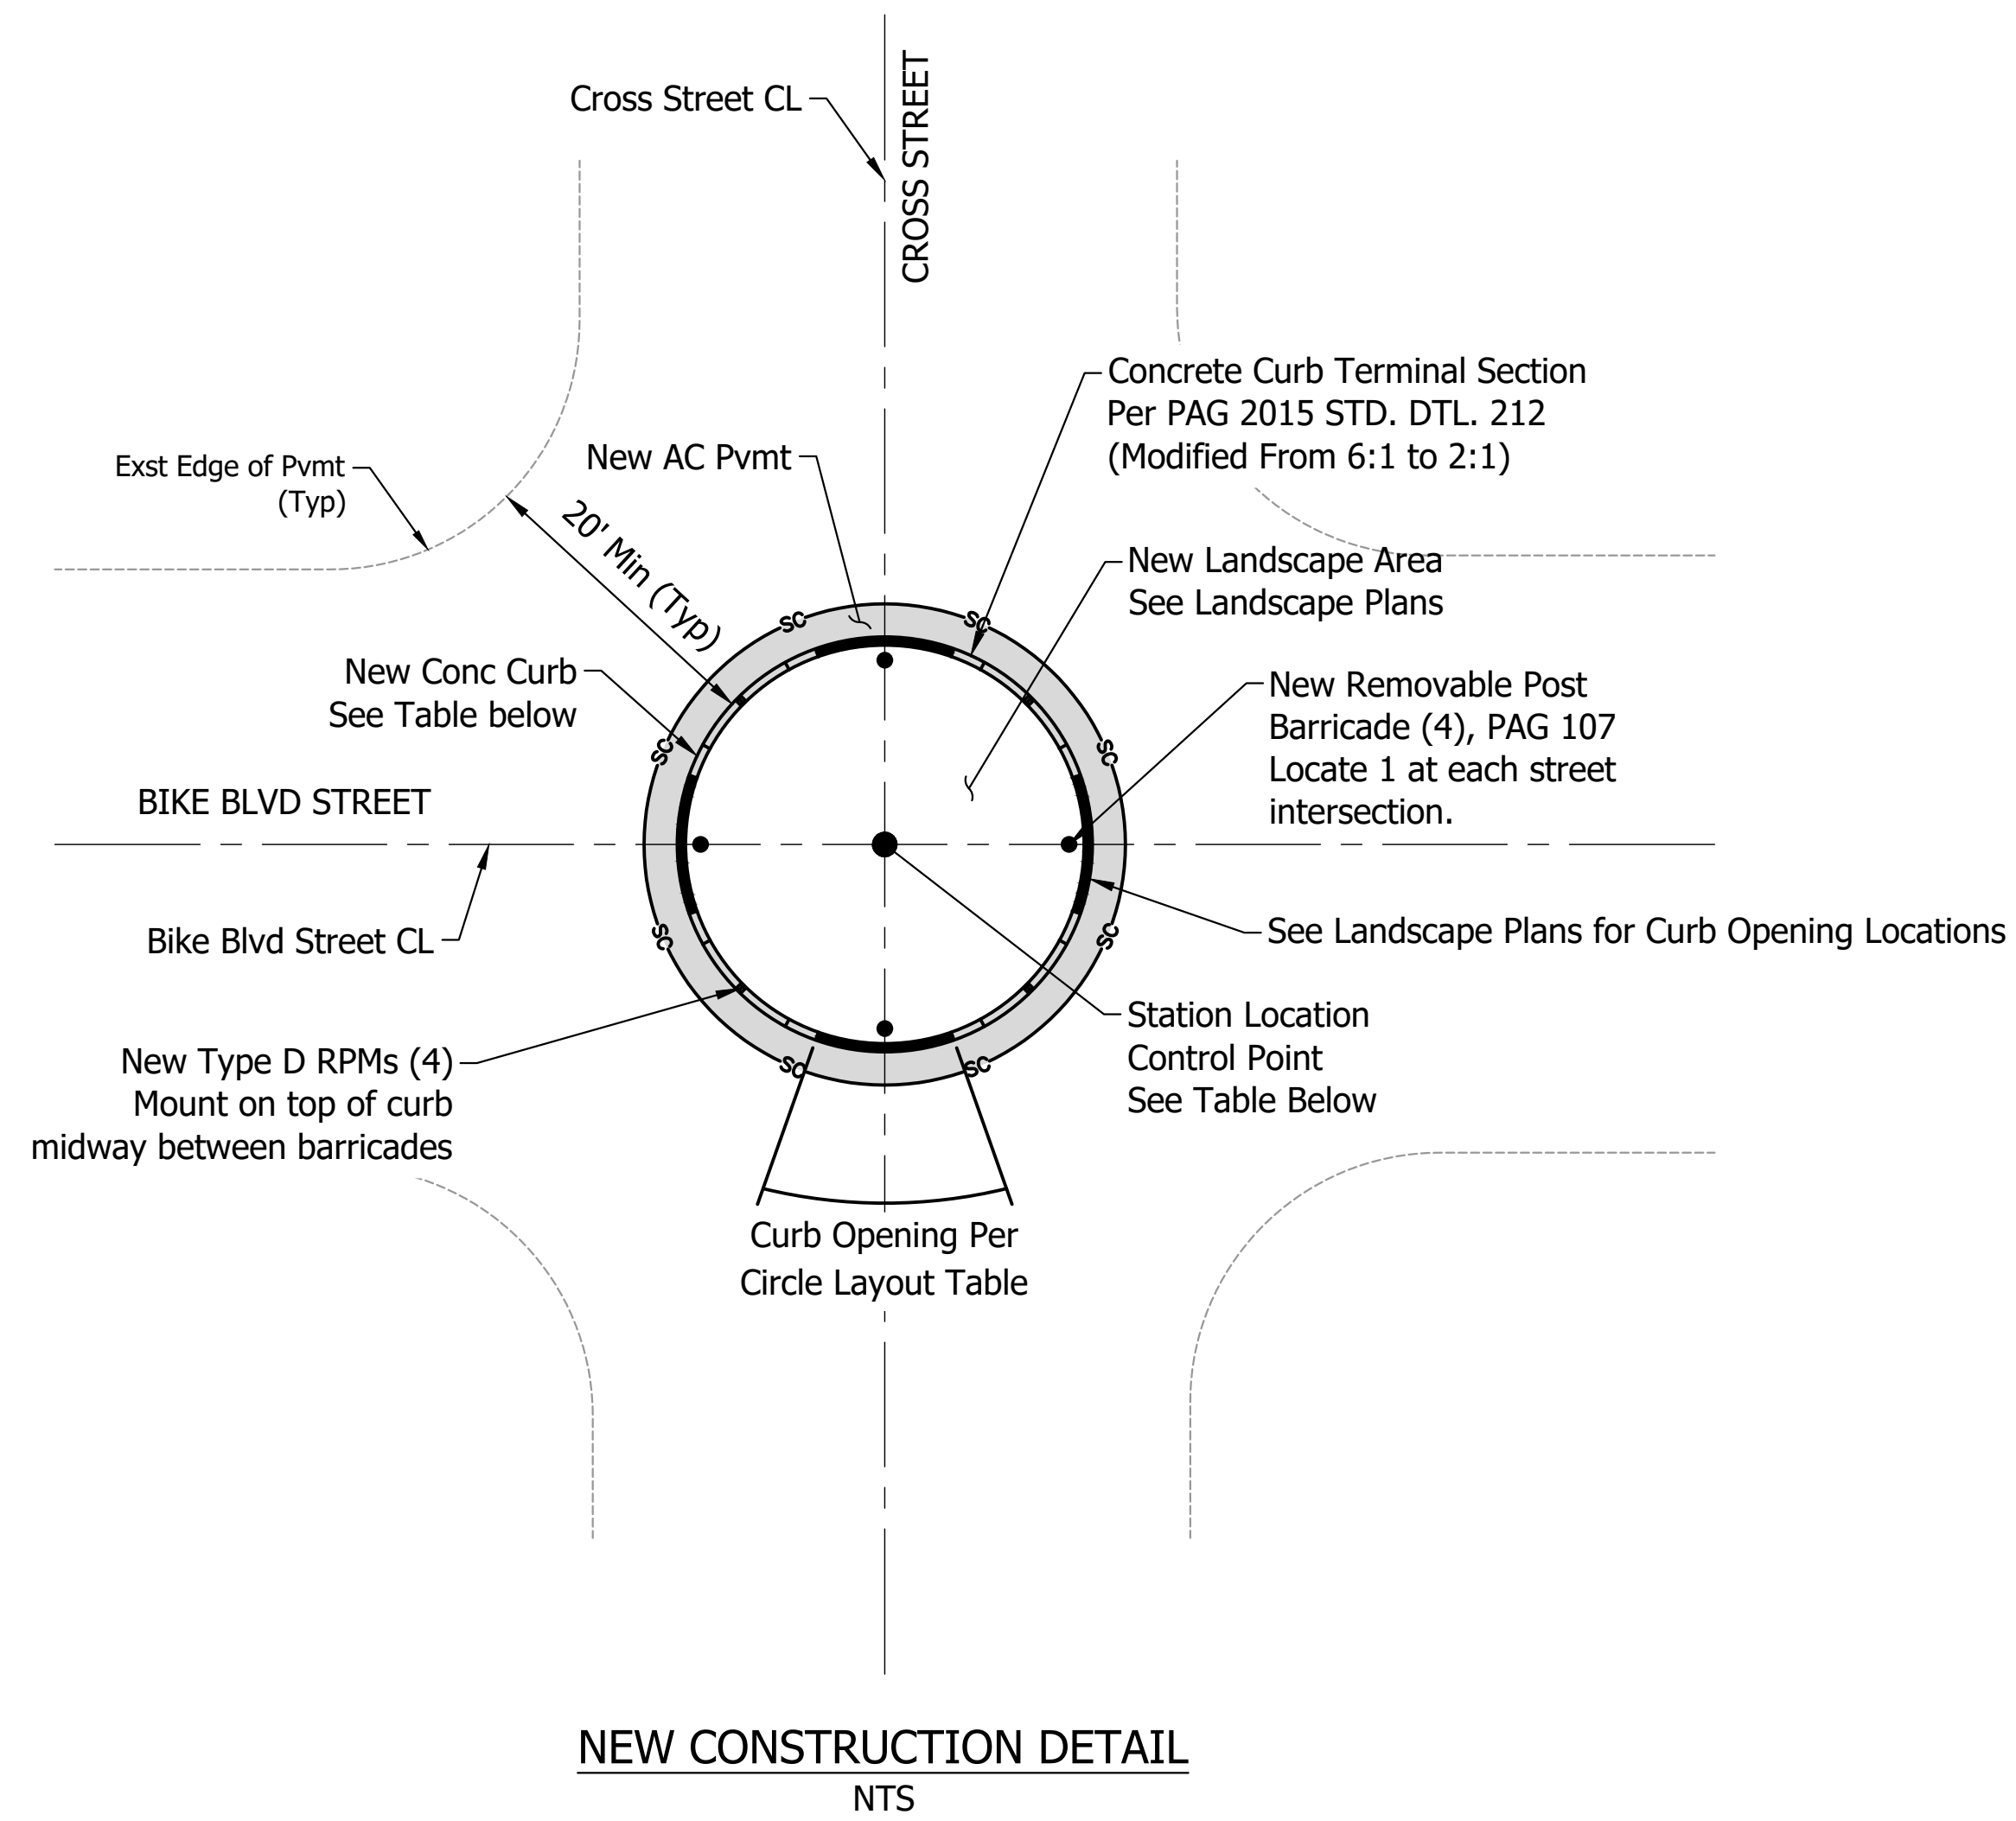 Cross Street CL
CROSS STREET
Concrete Curb Terminal Section
Per PAG 2015 STD. DTL. 212
(Modified From 6:1 to 2:1)
New AC Pvmt
Exst Edge of Pvmt
(Typ)
20' Min (Typ)
New Landscape Area
See Landscape Plans
SC
SC
New Conc Curb
See Table below
New Removable Post
Barricade (4), PAG 107
Locate 1 at each street
intersection.
SC
SC
BIKE BLVD STREET
Bike Blvd Street CL
SC
SC
See Landscape Plans for Curb Opening Locations
Station Location
Control Point
See Table Below
New Type D RPMs (4)
Mount on top of curb
midway between barricades
SC
SC
Curb Opening Per
Circle Layout Table
NEW CONSTRUCTION DETAIL
NTS